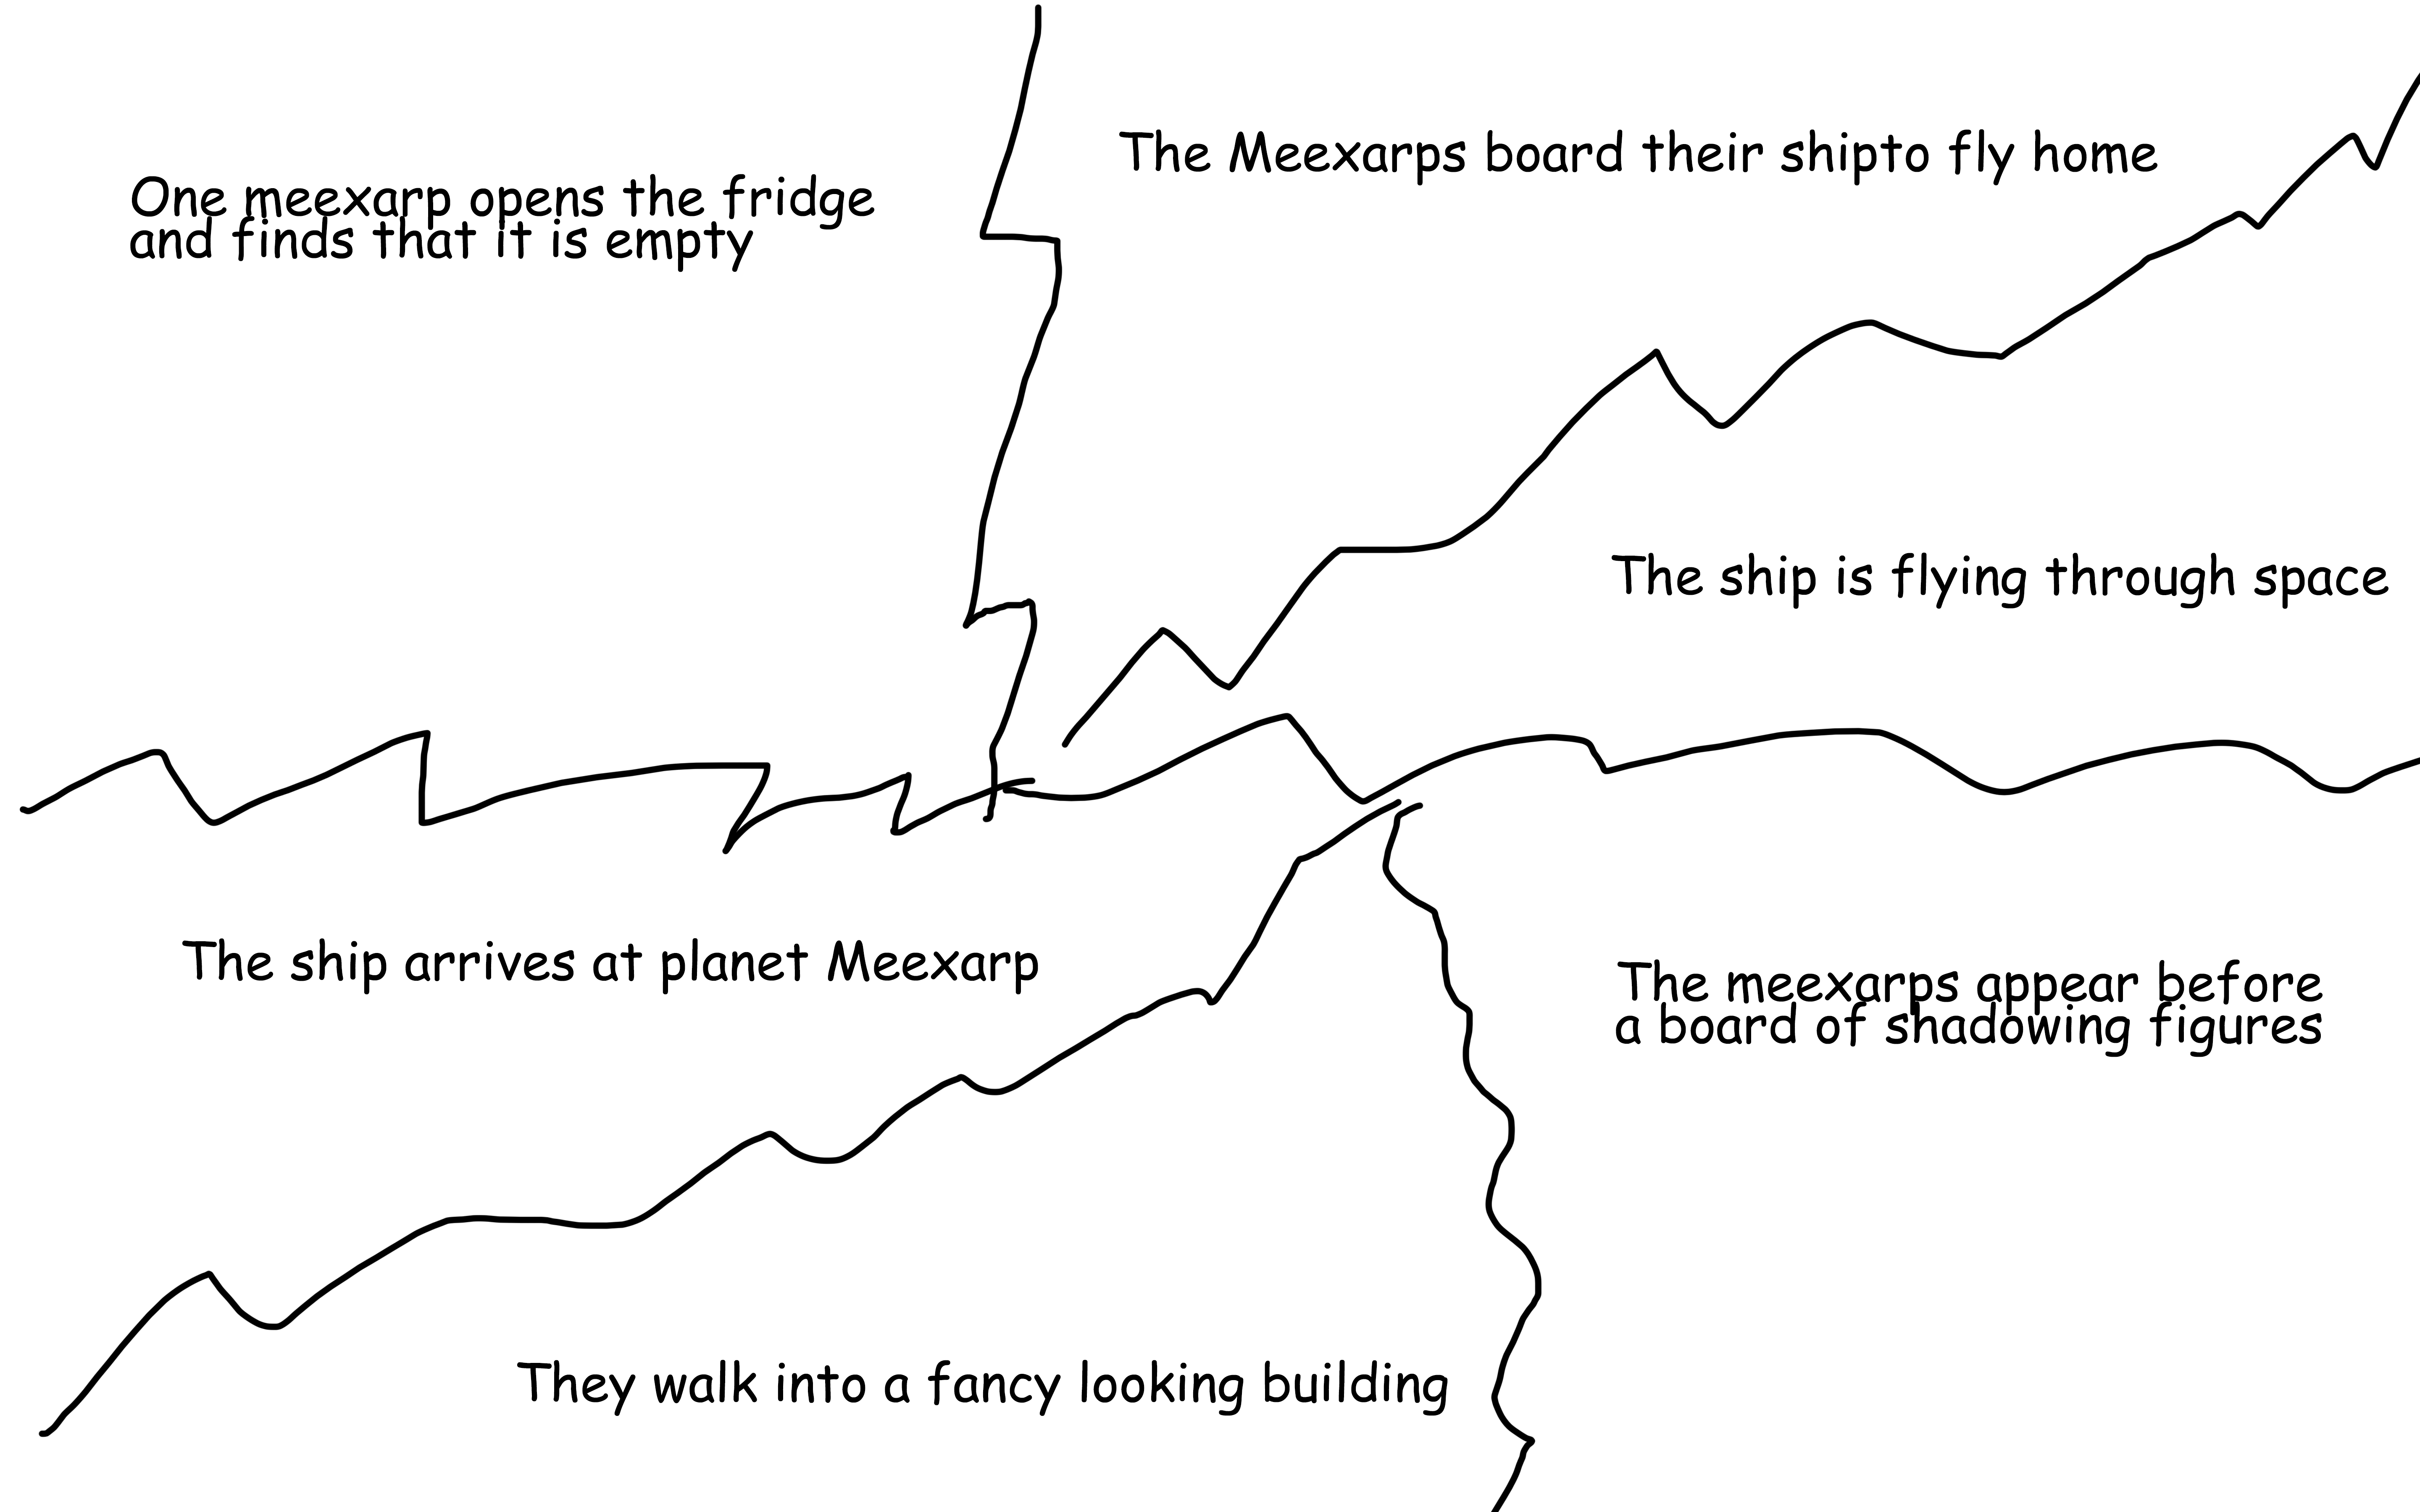 One meexarp opens the fridge
and finds that it is empty
The Meexarps board their shipto fly home
The ship is flying through space
The ship arrives at planet Meexarp
They walk into a fancy looking building
The meexarps appear before
a board of shadowing figures